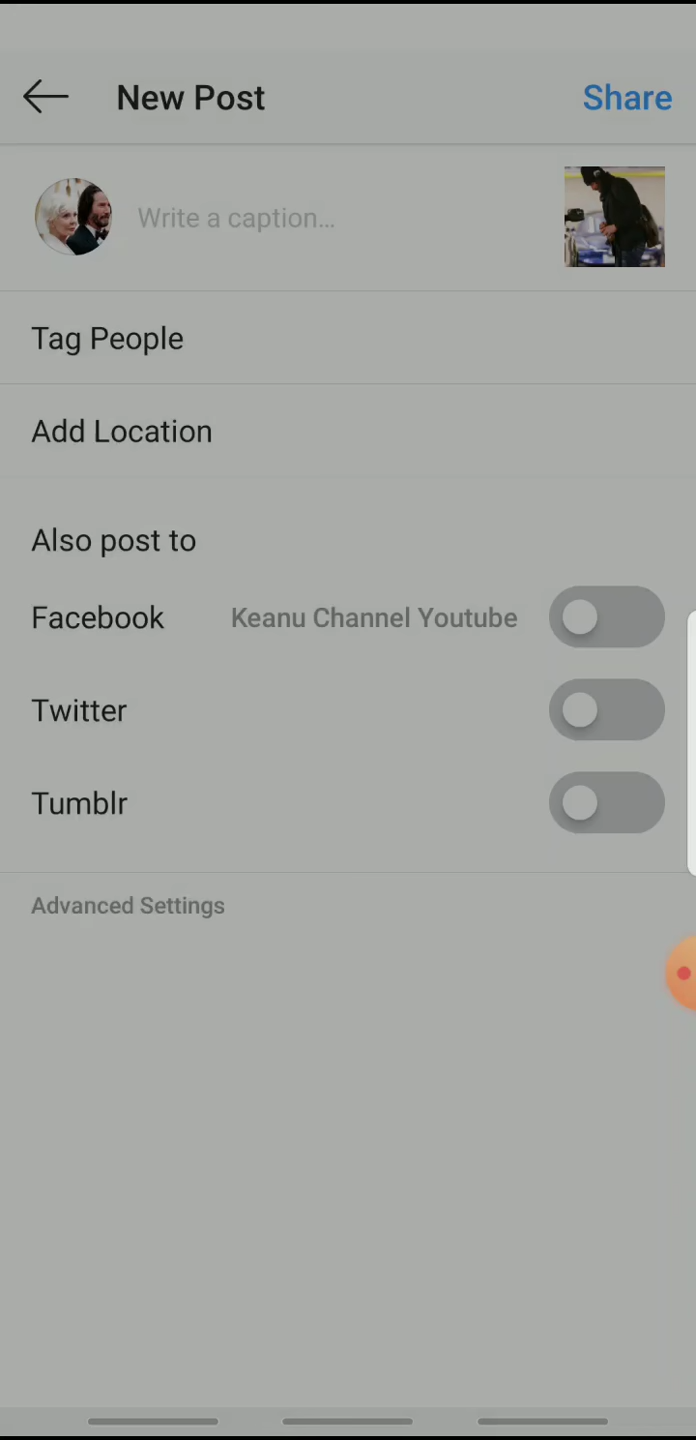 New Post
Share
Write a caption...
Tag People
Add Location
Also post to
Facebook
Keanu Channel Youtube
Twitter
Tumblr
Advanced Settings